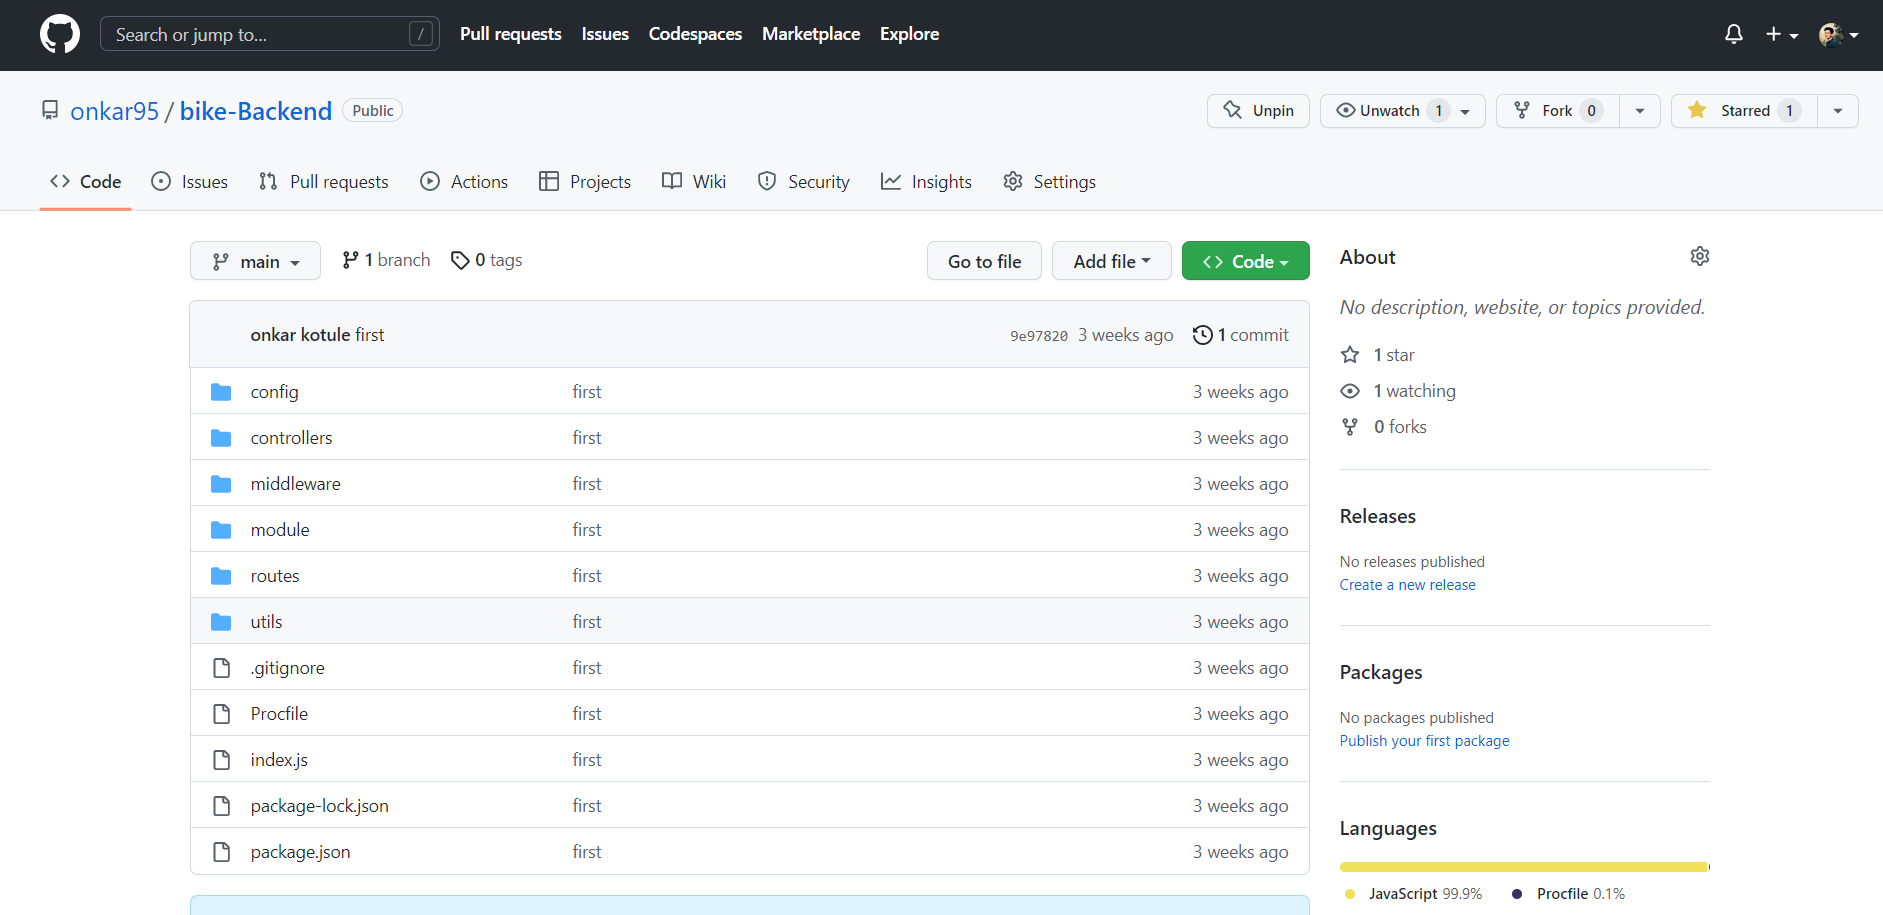 Search or jump to... /
Pull requests Issues Codespaces Marketplace Explore
onkar95 / bike-Backend Public
Unpin Unwatch 1 Fork 0 Starred 1
Code Issues Pull requests Actions Projects Wiki Security Insights Settings
main 1 branch 0 tags
Go to file Add file Code
onkar kotule first 9e97820 3 weeks ago 1 commit
config first 3 weeks ago
controllers first 3 weeks ago
middleware first 3 weeks ago
module first 3 weeks ago
routes first 3 weeks ago
utils first 3 weeks ago
.gitignore first 3 weeks ago
Procfile first 3 weeks ago
index.js first 3 weeks ago
package-lock.json first 3 weeks ago
package.json first 3 weeks ago
About
No description, website, or topics provided.
1 star
1 watching
0 forks
Releases
No releases published
Create a new release
Packages
No packages published
Publish your first package
Languages
JavaScript 99.9% Procfile 0.1%